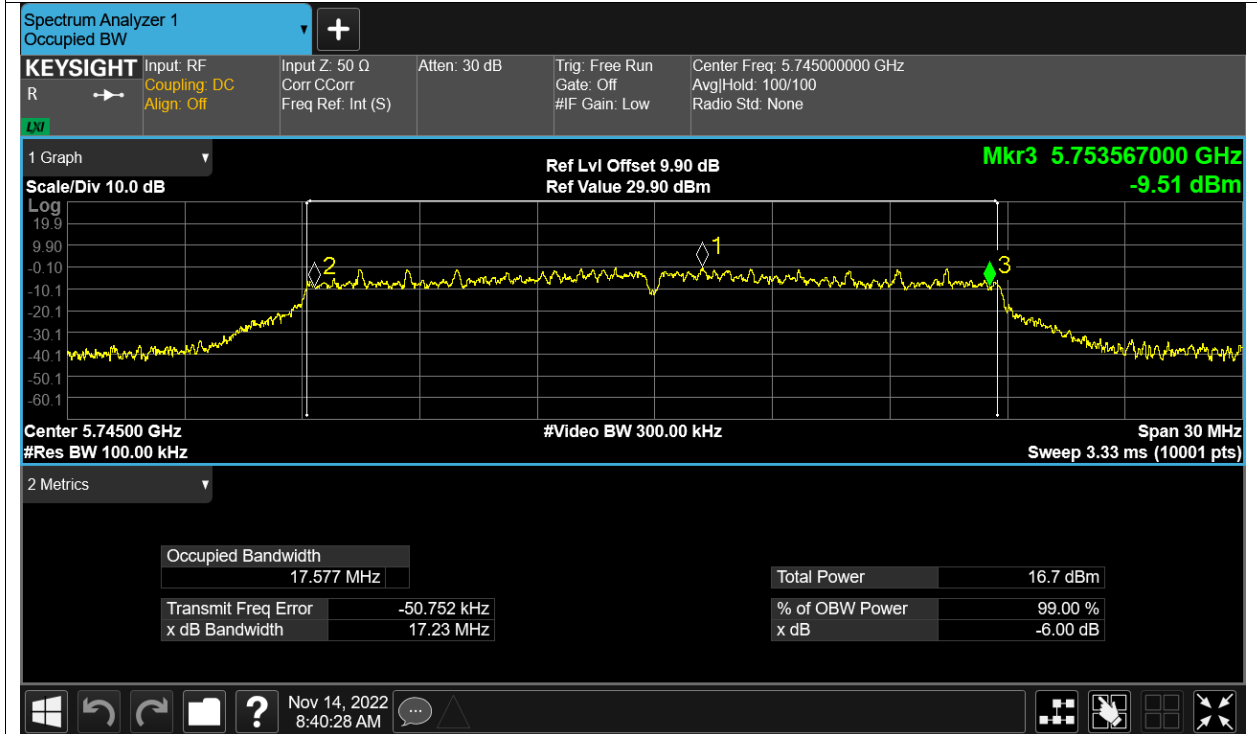 Spectrum Analyzer 1
Occupied BW
KEYSIGHT
R
LXI
Input: RF
Coupling: DC
Align: Off
Input Z: 50 Ω
Corr CCorr
Freq Ref: Int (S)
Atten: 30 dB
Trig: Free Run
Gate: Off
#IF Gain: Low
Center Freq: 5.745000000 GHz
Avg|Hold: 100/100
Radio Std: None
1 Graph
Ref Lvl Offset 9.90 dB
Mkr3 5.753567000 GHz
Scale/Div 10.0 dB
Ref Value 29.90 dBm
-9.51 dBm
Log
19.9
9.90
-0.10
-10.1
-20.1
-30.1
-40.1
-50.1
-60.1
1
2
3
Center 5.74500 GHz
#Video BW 300.00 kHz
Span 30 MHz
#Res BW 100.00 kHz
Sweep 3.33 ms (10001 pts)
2 Metrics
Occupied Bandwidth
17.577 MHz
Total Power 16.7 dBm
Transmit Freq Error -50.752 kHz
% of OBW Power 99.00 %
x dB Bandwidth 17.23 MHz
x dB -6.00 dB
?
Nov 14, 2022
8:40:28 AM